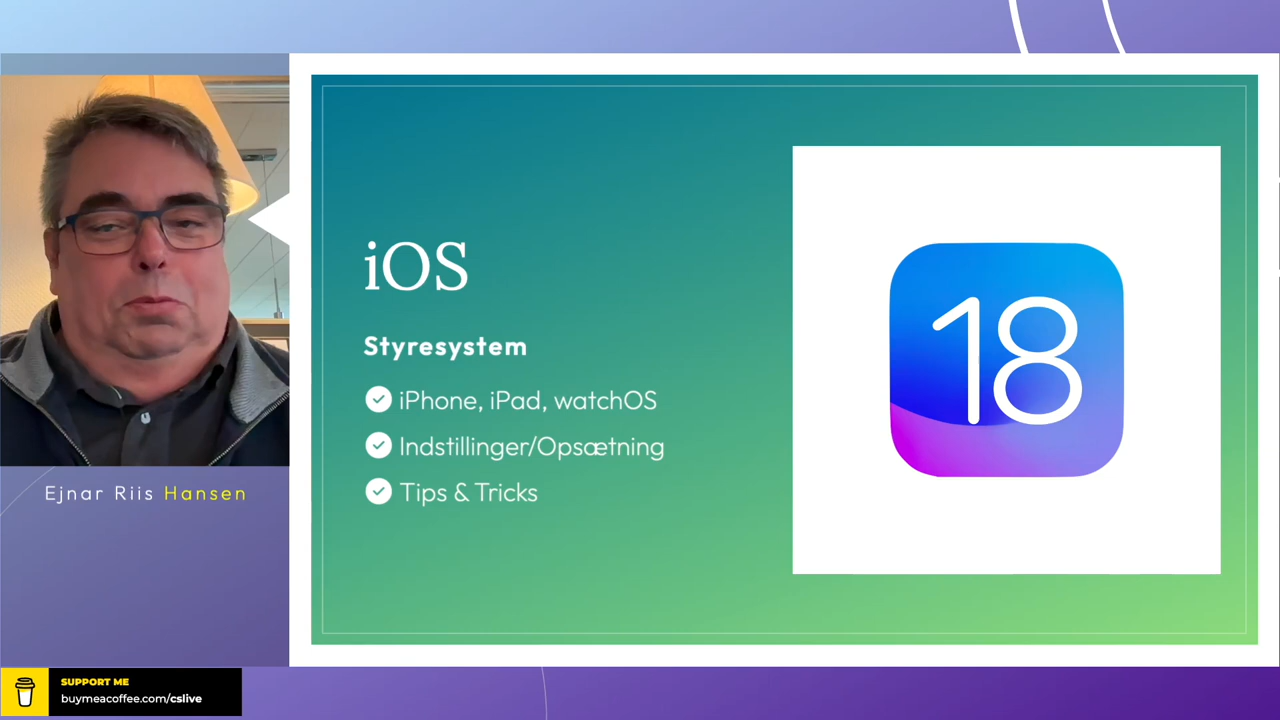 Ejnar Riis Hansen
SUPPORT ME
buymeacoffee.com/cslive
iOS
Styresystem
iPhone, iPad, watchOS
Indstillinger/Opsætning
Tips & Tricks
18